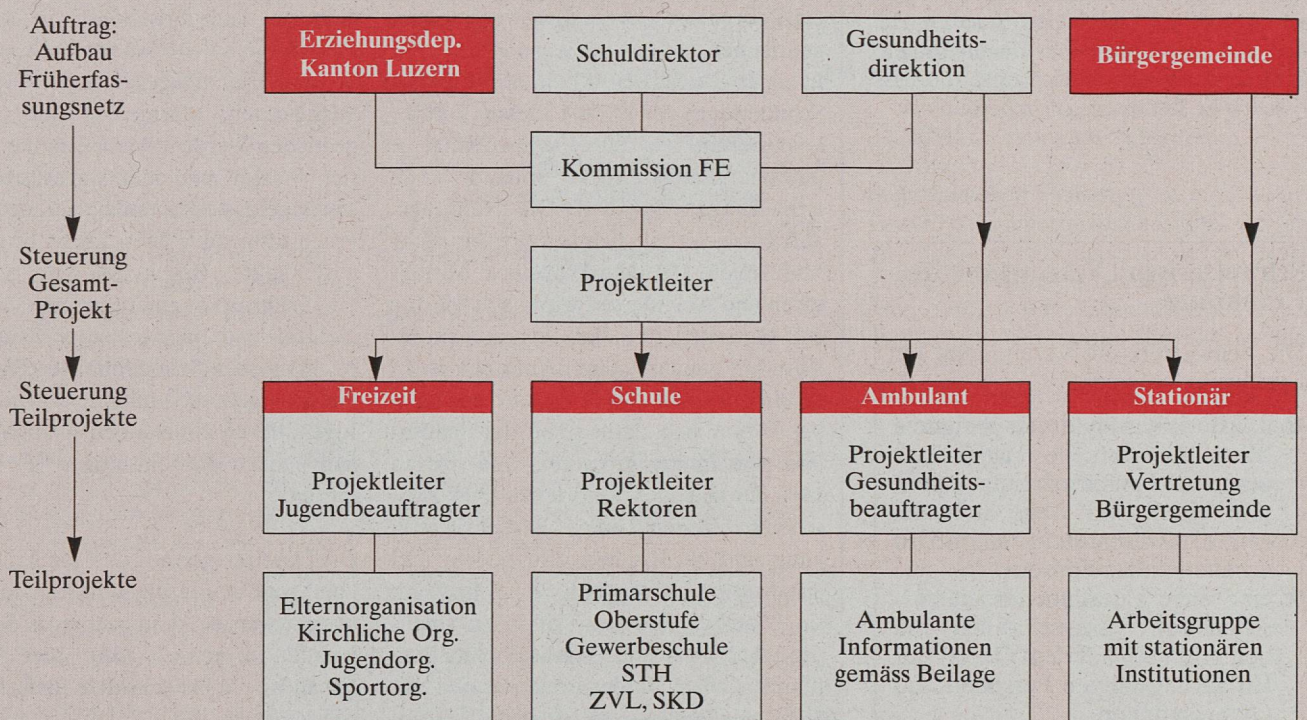 Auftrag:
Aufbau
Früherfas-
sungsnetz
Erziehungsdep.
Kanton Luzern
Schuldirektor
Gesundheits-
direktion
Bürgergemeinde
Kommission FE
Steuerung
Gesamt-
Projekt
Projektleiter
Steuerung
Teilprojekte
Freizeit
Projektleiter
Jugendbeauftragter
Schule
Projektleiter
Rektoren
Ambulant
Projektleiter
Gesundheits-
beauftragter
Stationär
Projektleiter
Vertretung
Bürgergemeinde
Teilprojekte
Elternorganisation
Kirchliche Org.
Jugendorg.
Sportorg.
Primarschule
Oberstufe
Gewerbeschule
STH
ZVL, SKD
Ambulante
Informationen
gemäss Beilage
Arbeitsgruppe
mit stationären
Institutionen